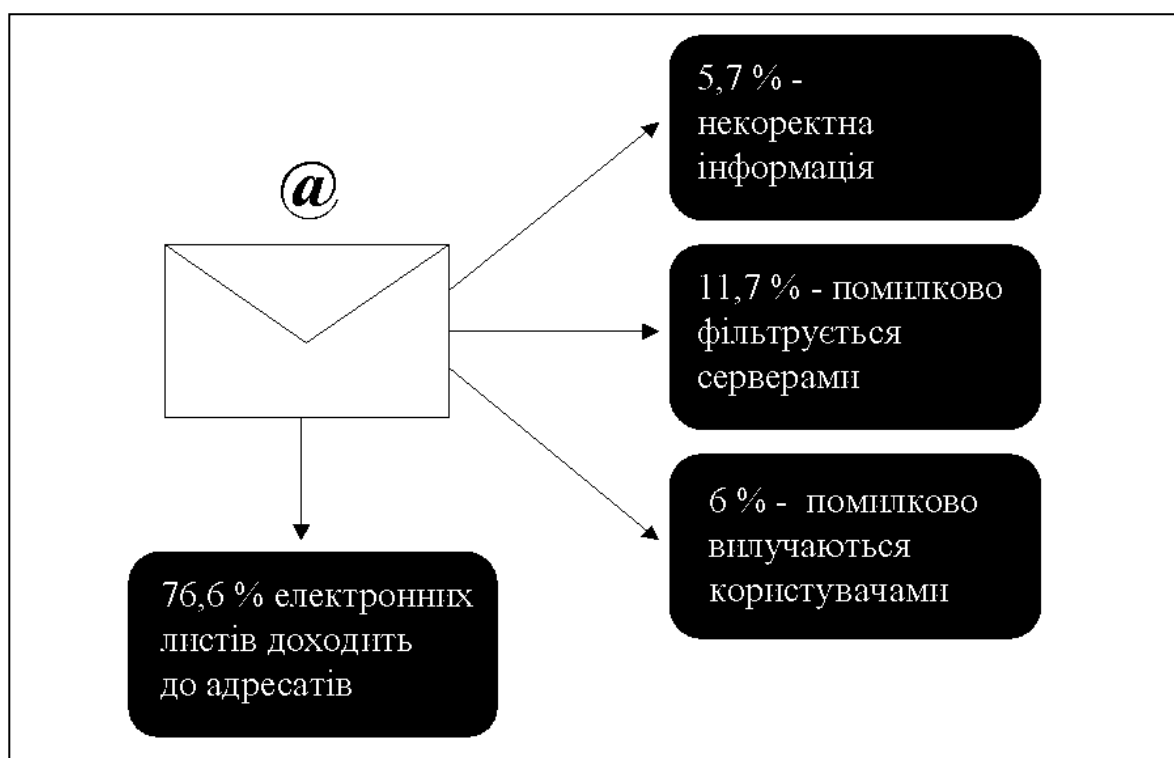 5,7 % -
некоректна
інформація
@
11,7 % - помилково
фільтрується
серверами
6 % - помилково
вилучаються
користувачами
76,6 % електронних
листів доходить
до адресатів